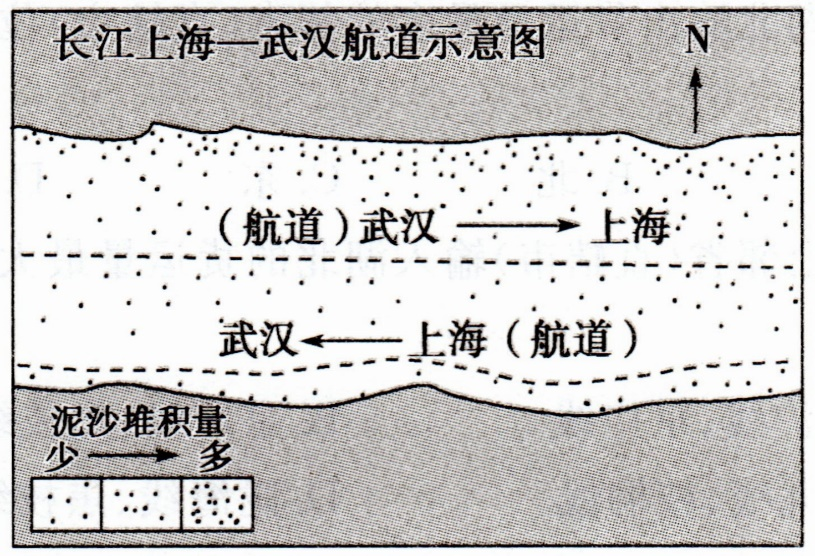 长江上海—武汉航道示意图
N
(航道)武汉 上海
武汉 上海(航道)
泥沙堆积量
少 多